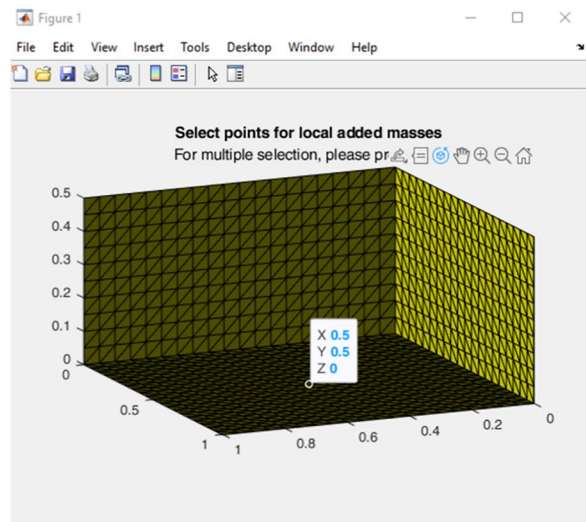 Figure 1
File Edit View Insert Tools Desktop Window Help
Select points for local added masses
For multiple selection, please
0.5
0.4
0.3
0.2
0.1
0
0
0.5
1
1
0.8
0.6
0.4
0.2
0
X 0.5
Y 0.5
Z 0